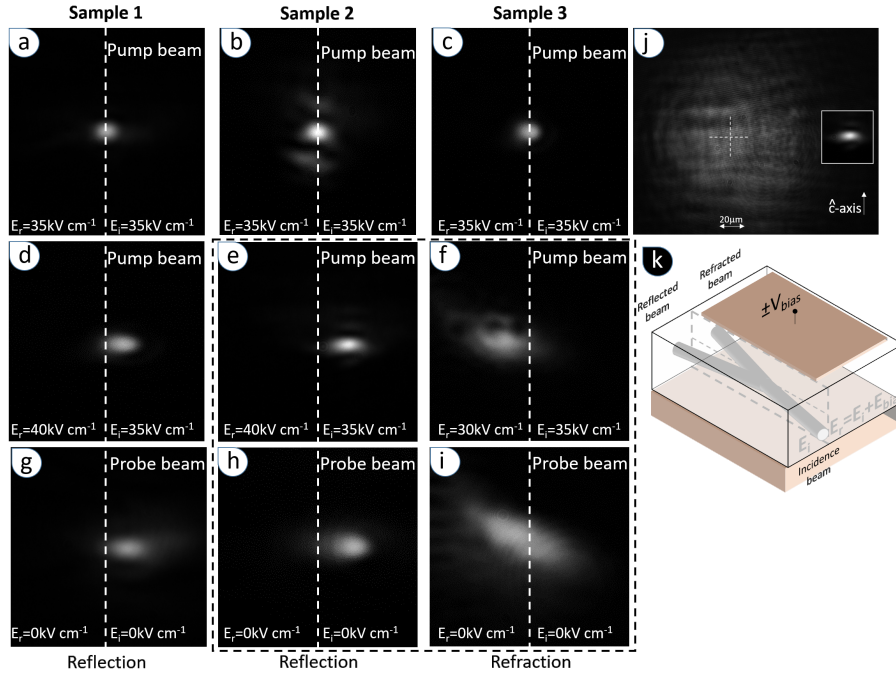 Sample 1
Sample 2
Sample 3
a
Pump beam
E_r=35kV cm⁻¹
E_i=35kV cm⁻¹
b
Pump beam
E_r=35kV cm⁻¹
E_i=35kV cm⁻¹
c
Pump beam
E_r=35kV cm⁻¹
E_i=35kV cm⁻¹
j
20μm
ĉ-axis
d
Pump beam
E_r=40kV cm⁻¹
E_i=35kV cm⁻¹
e
Pump beam
E_r=40kV cm⁻¹
E_i=35kV cm⁻¹
f
Pump beam
E_r=30kV cm⁻¹
E_i=35kV cm⁻¹
k
Reflected
beam
Refracted
beam
±V_bias
E_i
E_r=E_i+E_bia
Incidence
beam
g
Probe beam
E_r=0kV cm⁻¹
E_i=0kV cm⁻¹
h
Probe beam
E_r=0kV cm⁻¹
E_i=0kV cm⁻¹
i
Probe beam
E_r=0kV cm⁻¹
E_i=0kV cm⁻¹
Reflection
Reflection
Refraction